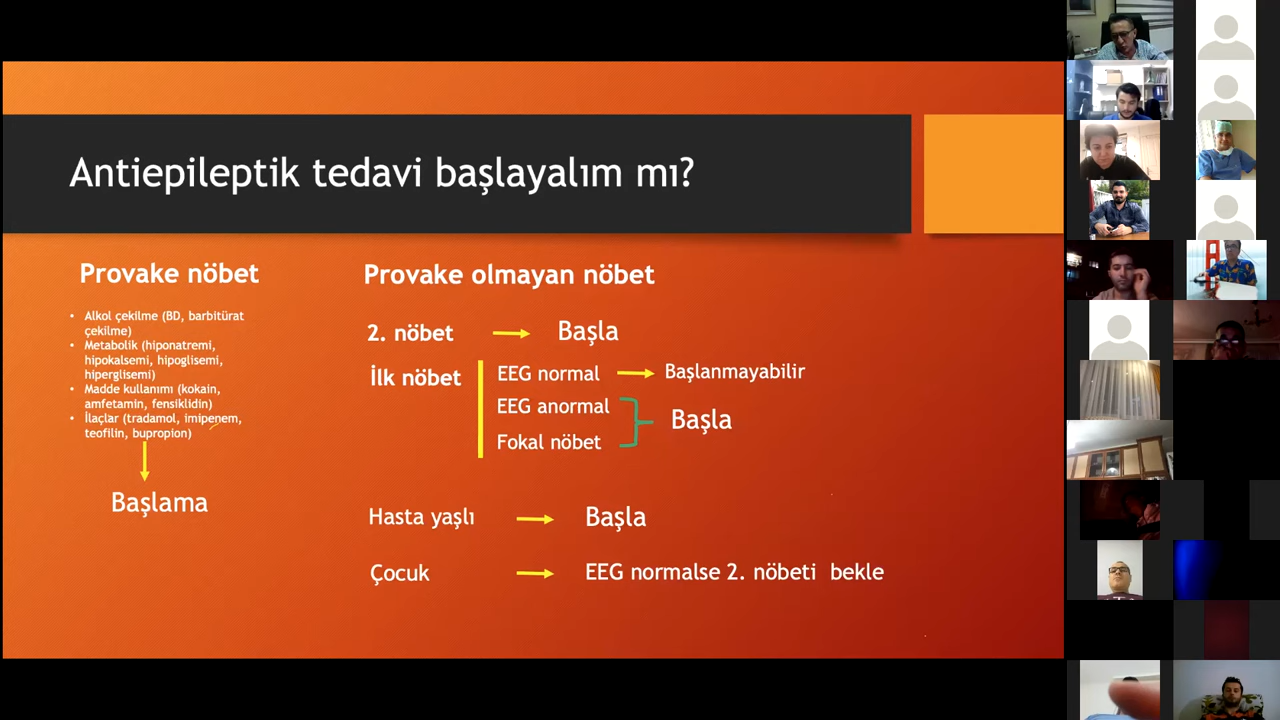 Antiepileptik tedavi başlayalım mı?
Provake nöbet
• Alkol çekilme (BD, barbitürat
çekilme)
• Metabolik (hiponatremi,
hipokalsemi, hipoglisemi,
hiperglisemi)
• Madde kullanımı (kokain,
amfetamin, fensiklidin)
• İlaçlar (tradamol, imipenem,
teofilin, bupropion)
Başlama
Provake olmayan nöbet
2. nöbet Başla
İlk nöbet
EEG normal Başlanmayabilir
EEG anormal
Fokal nöbet
Başla
Hasta yaşlı Başla
Çocuk EEG normalse 2. nöbeti bekle